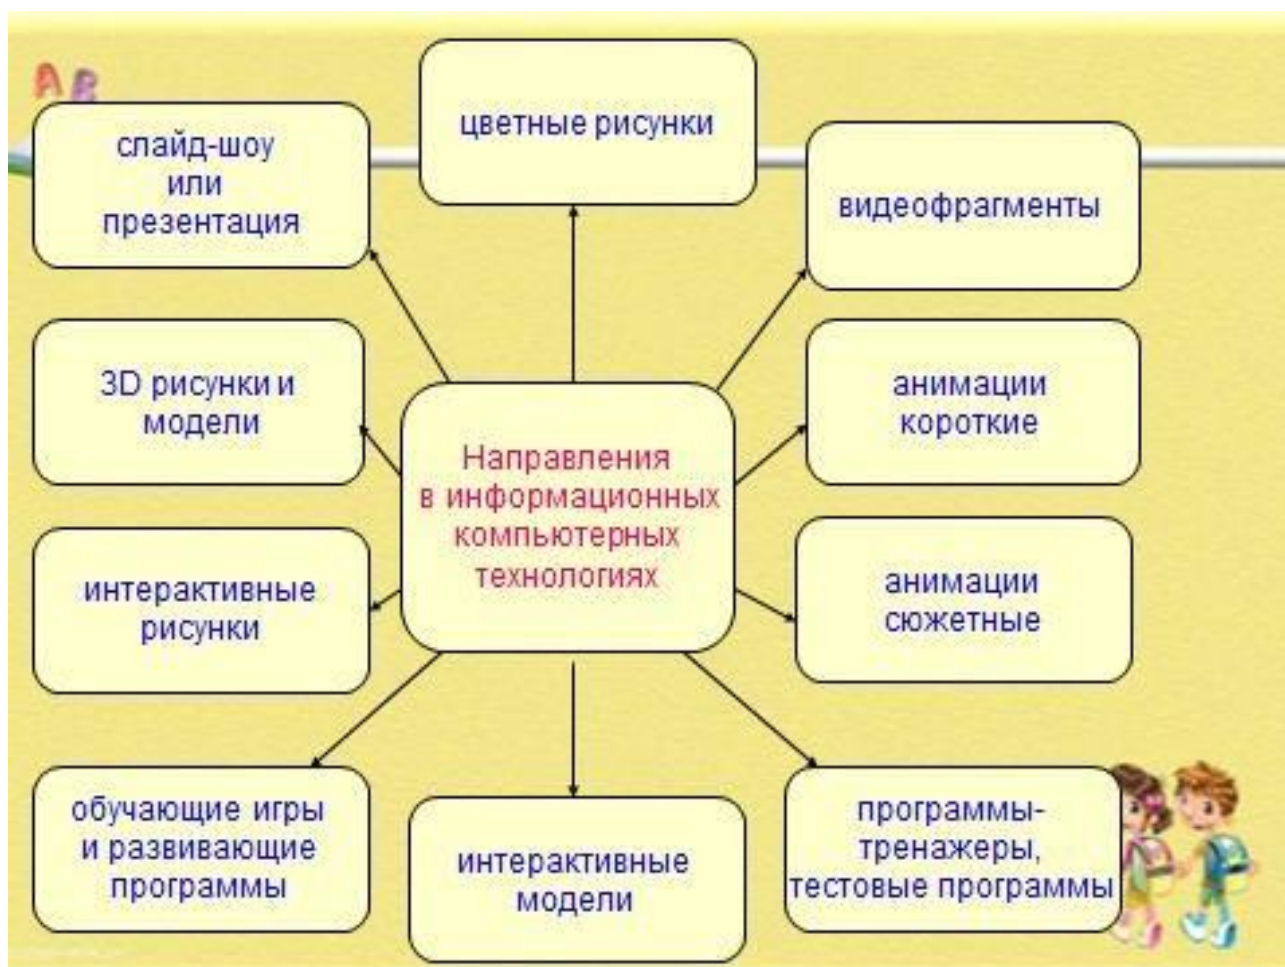 A B
цветные рисунки
слайд-шоу
или
презентация
видеофрагменты
3D рисунки и
модели
анимации
короткие
Направления
в информационных
компьютерных
технологиях
интерактивные
рисунки
анимации
сюжетные
обучающие игры
и развивающие
программы
интерактивные
модели
программы-
тренажеры,
тестовые программы